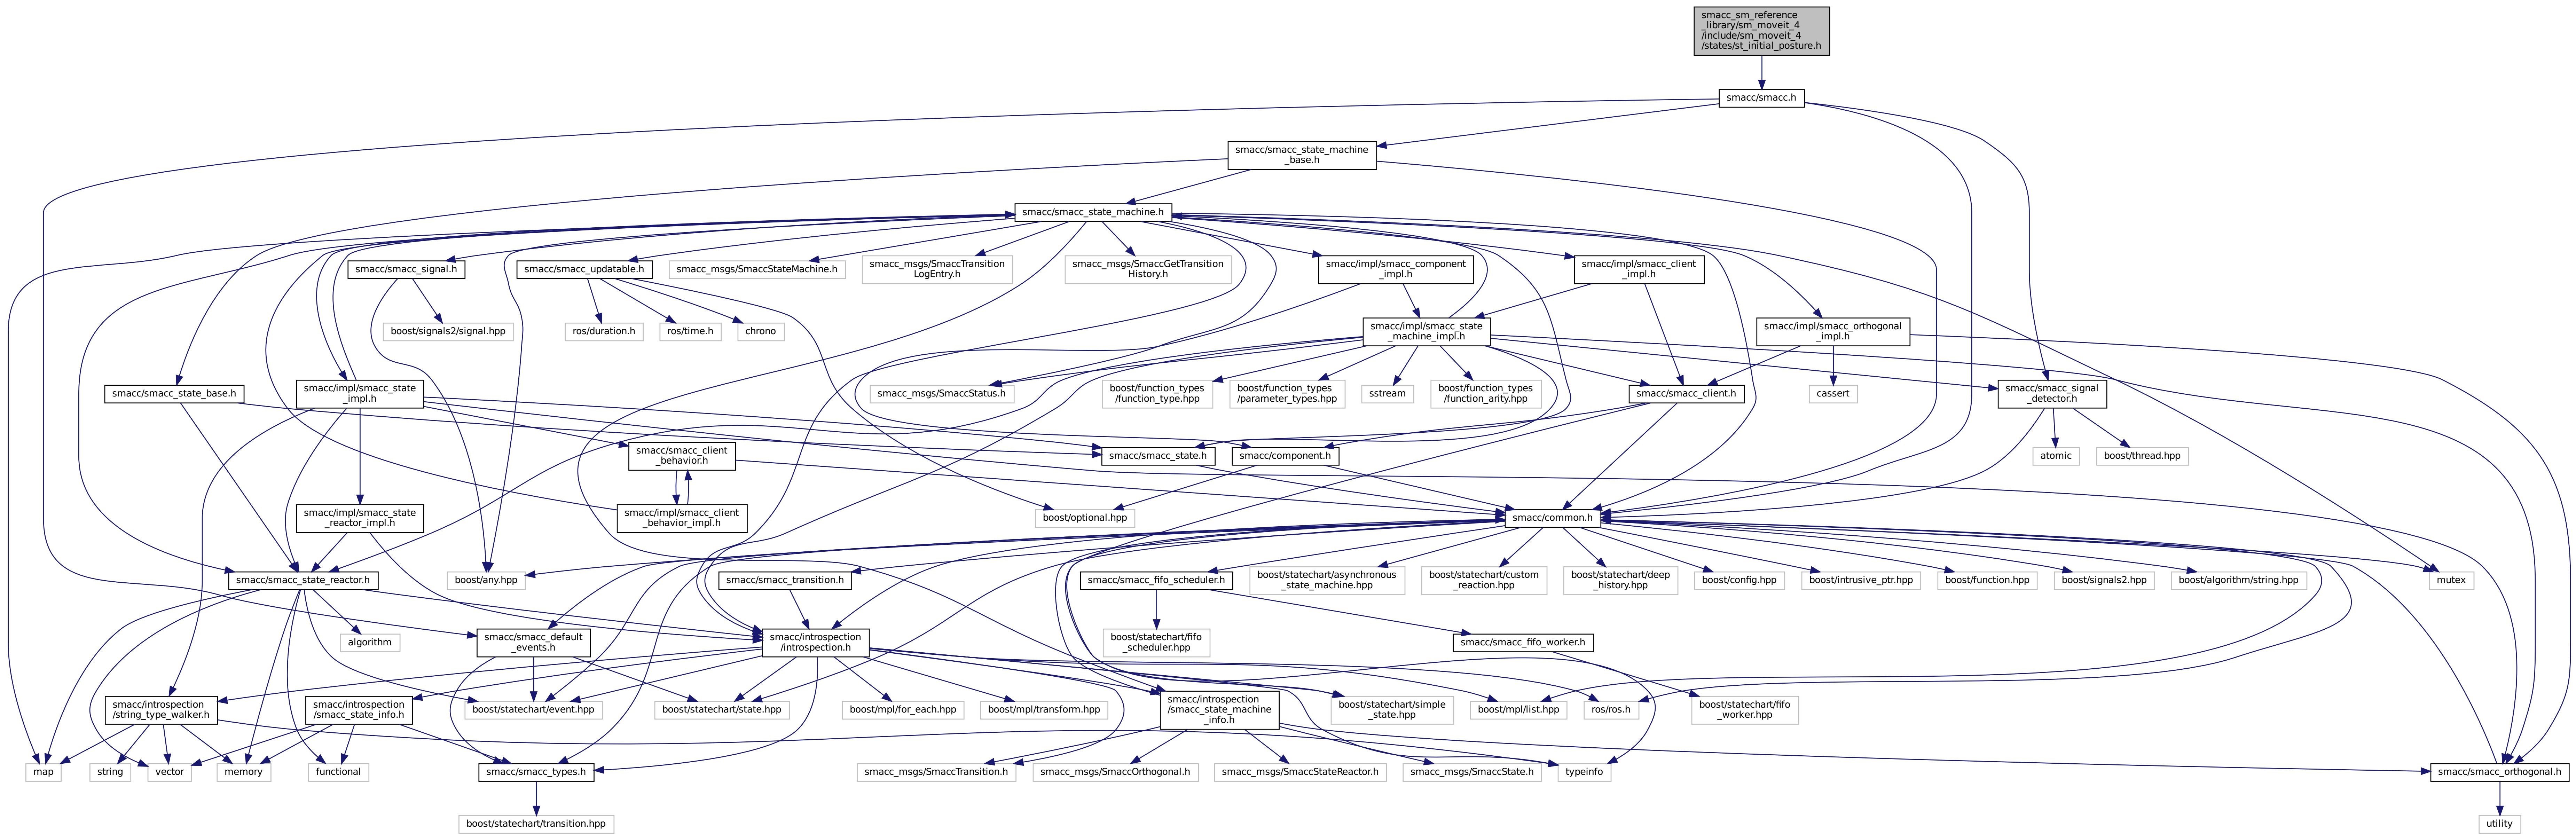 smacc_sm_reference
_library/sm_moveit_4
/include/sm_moveit_4
/states/st_initial_posture.h
smacc/smacc.h
smacc/smacc_state_machine
_base.h
smacc/smacc_state_machine.h
smacc/smacc_signal.h
smacc/smacc_updatable.h
smacc_msgs/SmaccStateMachine.h
smacc_msgs/SmaccTransition
LogEntry.h
smacc_msgs/SmaccGetTransition
History.h
smacc/impl/smacc_component
_impl.h
smacc/impl/smacc_client
_impl.h
boost/signals2/signal.hpp
ros/duration.h
ros/time.h
chrono
smacc/impl/smacc_state
_machine_impl.h
smacc/impl/smacc_orthogonal
_impl.h
smacc/smacc_state_base.h
smacc/impl/smacc_state
_impl.h
smacc_msgs/SmaccStatus.h
boost/function_types
/function_type.hpp
boost/function_types
/parameter_types.hpp
sstream
boost/function_types
/function_arity.hpp
smacc/smacc_client.h
cassert
smacc/smacc_signal
_detector.h
smacc/smacc_client
_behavior.h
smacc/smacc_state.h
smacc/component.h
atomic
boost/thread.hpp
smacc/impl/smacc_state
_reactor_impl.h
smacc/impl/smacc_client
_behavior_impl.h
boost/optional.hpp
smacc/common.h
smacc/smacc_state_reactor.h
boost/any.hpp
smacc/smacc_transition.h
smacc/smacc_fifo_scheduler.h
boost/statechart/asynchronous
_state_machine.hpp
boost/statechart/custom
_reaction.hpp
boost/statechart/deep
_history.hpp
boost/config.hpp
boost/intrusive_ptr.hpp
boost/function.hpp
boost/signals2.hpp
boost/algorithm/string.hpp
mutex
algorithm
smacc/smacc_default
_events.h
smacc/introspection
/introspection.h
boost/statechart/fifo
_scheduler.hpp
smacc/smacc_fifo_worker.h
smacc/introspection
/string_type_walker.h
smacc/introspection
/smacc_state_info.h
boost/statechart/event.hpp
boost/statechart/state.hpp
boost/mpl/for_each.hpp
boost/mpl/transform.hpp
smacc/introspection
/smacc_state_machine
_info.h
boost/statechart/simple
_state.hpp
boost/mpl/list.hpp
ros/ros.h
boost/statechart/fifo
_worker.hpp
map
string
vector
memory
functional
smacc/smacc_types.h
smacc_msgs/SmaccTransition.h
smacc_msgs/SmaccOrthogonal.h
smacc_msgs/SmaccStateReactor.h
smacc_msgs/SmaccState.h
typeinfo
smacc/smacc_orthogonal.h
boost/statechart/transition.hpp
utility